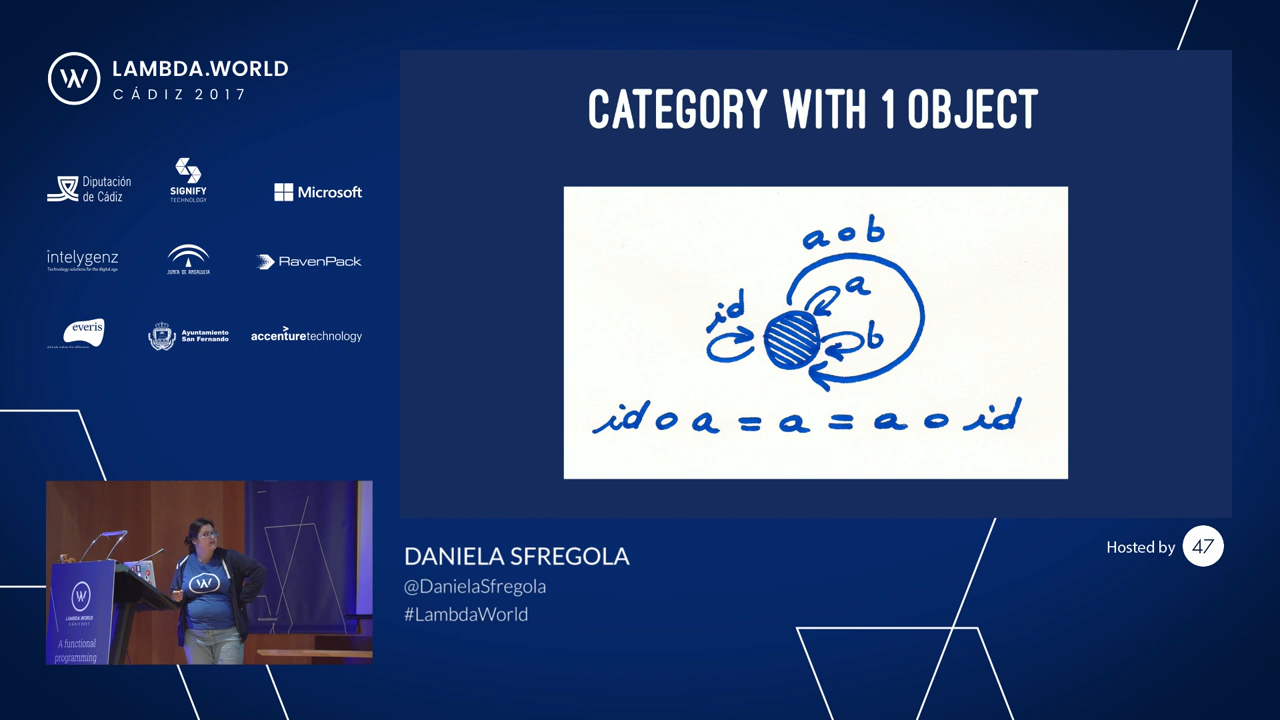 LAMBDA.WORLD
CÁDIZ 2017
Diputación
de Cádiz
SIGNIFY
TECHNOLOGY
Microsoft
intelygenz
Technology solutions for the digital age
JUNTA DE ANDALUCIA
RavenPack
everis
Ayuntamiento
San Fernando
accenturetechnology
CATEGORY WITH 1 OBJECT
a o b
a
id
b
id o a = a = a o id
LAMBDA.WORLD
A functional
programming
DANIELA SFREGOLA
@DanielaSfregola
#LambdaWorld
Hosted by 47